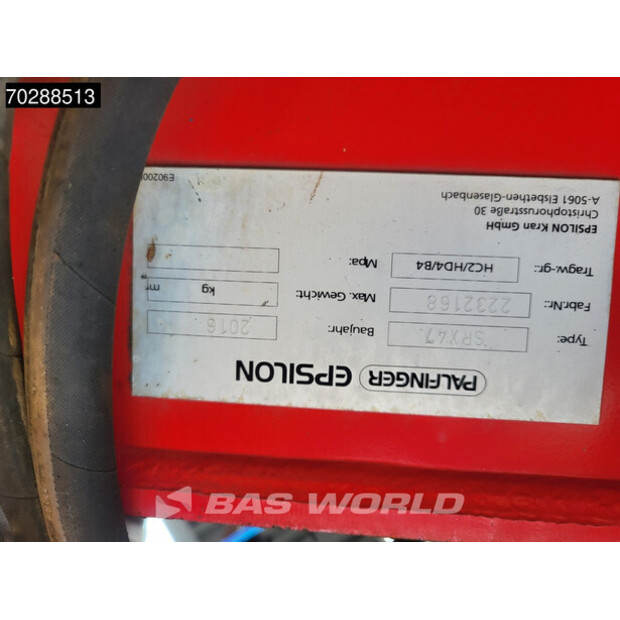 70288513
PALFINGER EPSILON
Type: SRX47 Baujahr: 2016
Fabr.Nr.: 2232168 Max. Gewicht: kg m
Tragw.-gr.: HC2/HD4/B4 Mpa:
EPSILON Kran GmbH
Christophorusstraße 30
A-5061 Elsbethen-Glasenbach
BAS WORLD